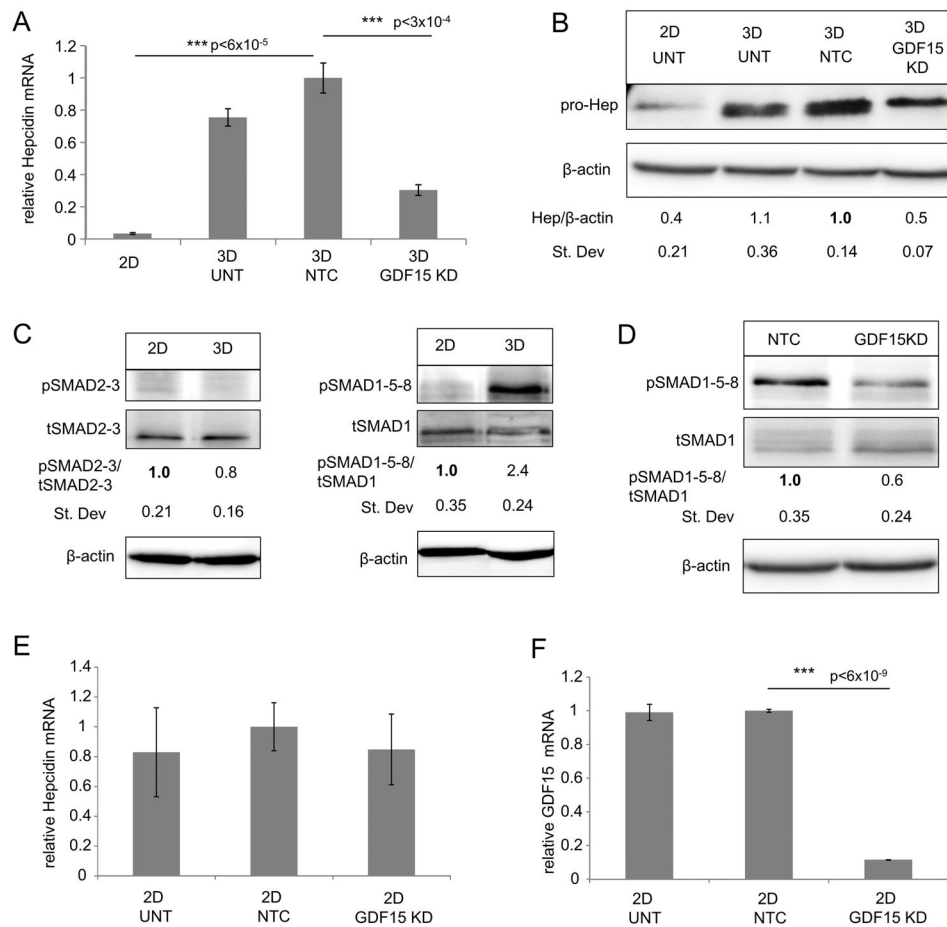 A
*** p<6x10⁻⁵
*** p<3x10⁻⁴
relative Hepcidin mRNA
1.2
1
0.8
0.6
0.4
0.2
0
2D
3D
UNT
3D
NTC
3D
GDF15 KD
B
2D
UNT
3D
UNT
3D
NTC
3D
GDF15
KD
pro-Hep
β-actin
Hep/β-actin 0.4 1.1 1.0 0.5
St. Dev 0.21 0.36 0.14 0.07
C
2D 3D
pSMAD2-3
tSMAD2-3
pSMAD2-3/
tSMAD2-3
1.0 0.8
St. Dev 0.21 0.16
β-actin
2D 3D
pSMAD1-5-8
tSMAD1
pSMAD1-5-8/
tSMAD1
1.0 2.4
St. Dev 0.35 0.24
β-actin
D
NTC GDF15KD
pSMAD1-5-8
tSMAD1
pSMAD1-5-8/
tSMAD1
1.0 0.6
St. Dev 0.35 0.24
β-actin
E
relative Hepcidin mRNA
1.4
1.2
1
0.8
0.6
0.4
0.2
0
2D
UNT
2D
NTC
2D
GDF15 KD
F
*** p<6x10⁻⁹
relative GDF15 mRNA
1.2
1
0.8
0.6
0.4
0.2
0
2D
UNT
2D
NTC
2D
GDF15 KD